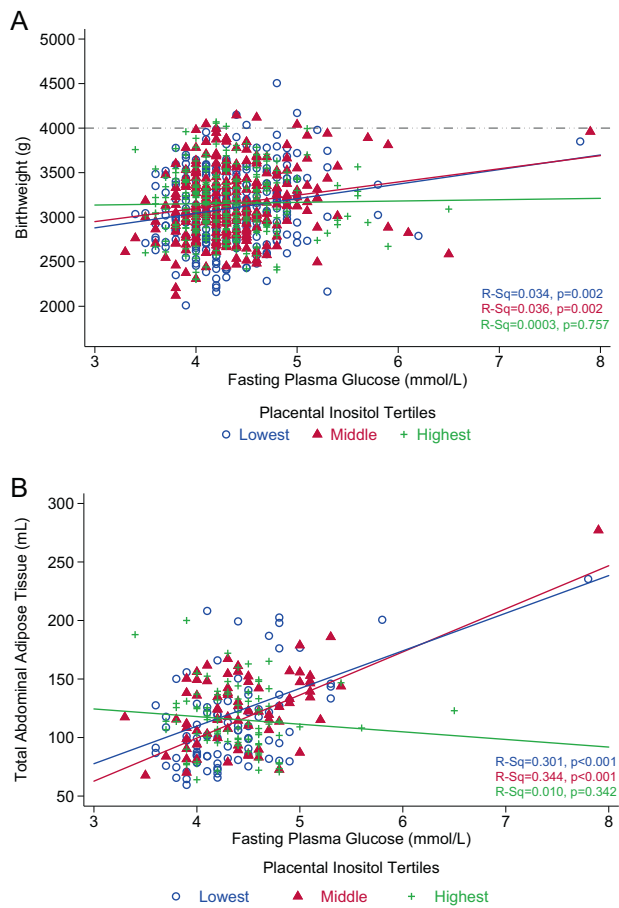 A
5000
4500
4000
3500
3000
2500
2000
Birthweight (g)
R-Sq=0.034, p=0.002
R-Sq=0.036, p=0.002
R-Sq=0.0003, p=0.757
3 4 5 6 7 8
Fasting Plasma Glucose (mmol/L)
Placental Inositol Tertiles
Lowest Middle Highest
B
300
250
200
150
100
50
Total Abdominal Adipose Tissue (mL)
R-Sq=0.301, p<0.001
R-Sq=0.344, p<0.001
R-Sq=0.010, p=0.342
3 4 5 6 7 8
Fasting Plasma Glucose (mmol/L)
Placental Inositol Tertiles
Lowest Middle Highest